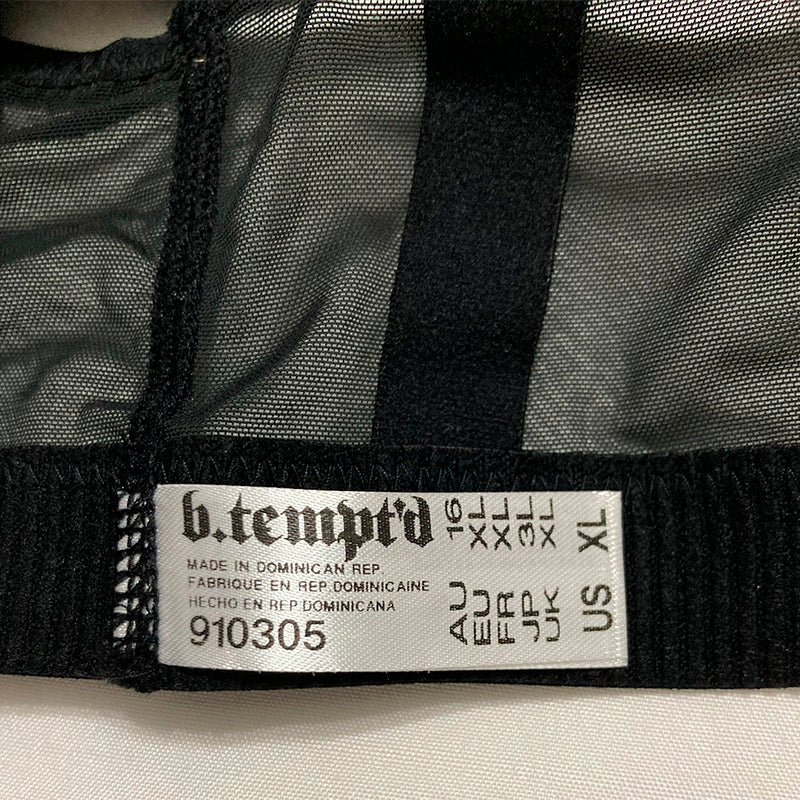 b.tempt'd
MADE IN DOMINICAN REP.
FABRIQUE EN REP.DOMINICAINE
HECHO EN REP.DOMINICANA
910305
AU 16
EU XL
FR XL
JP 3L
UK XL
US XL